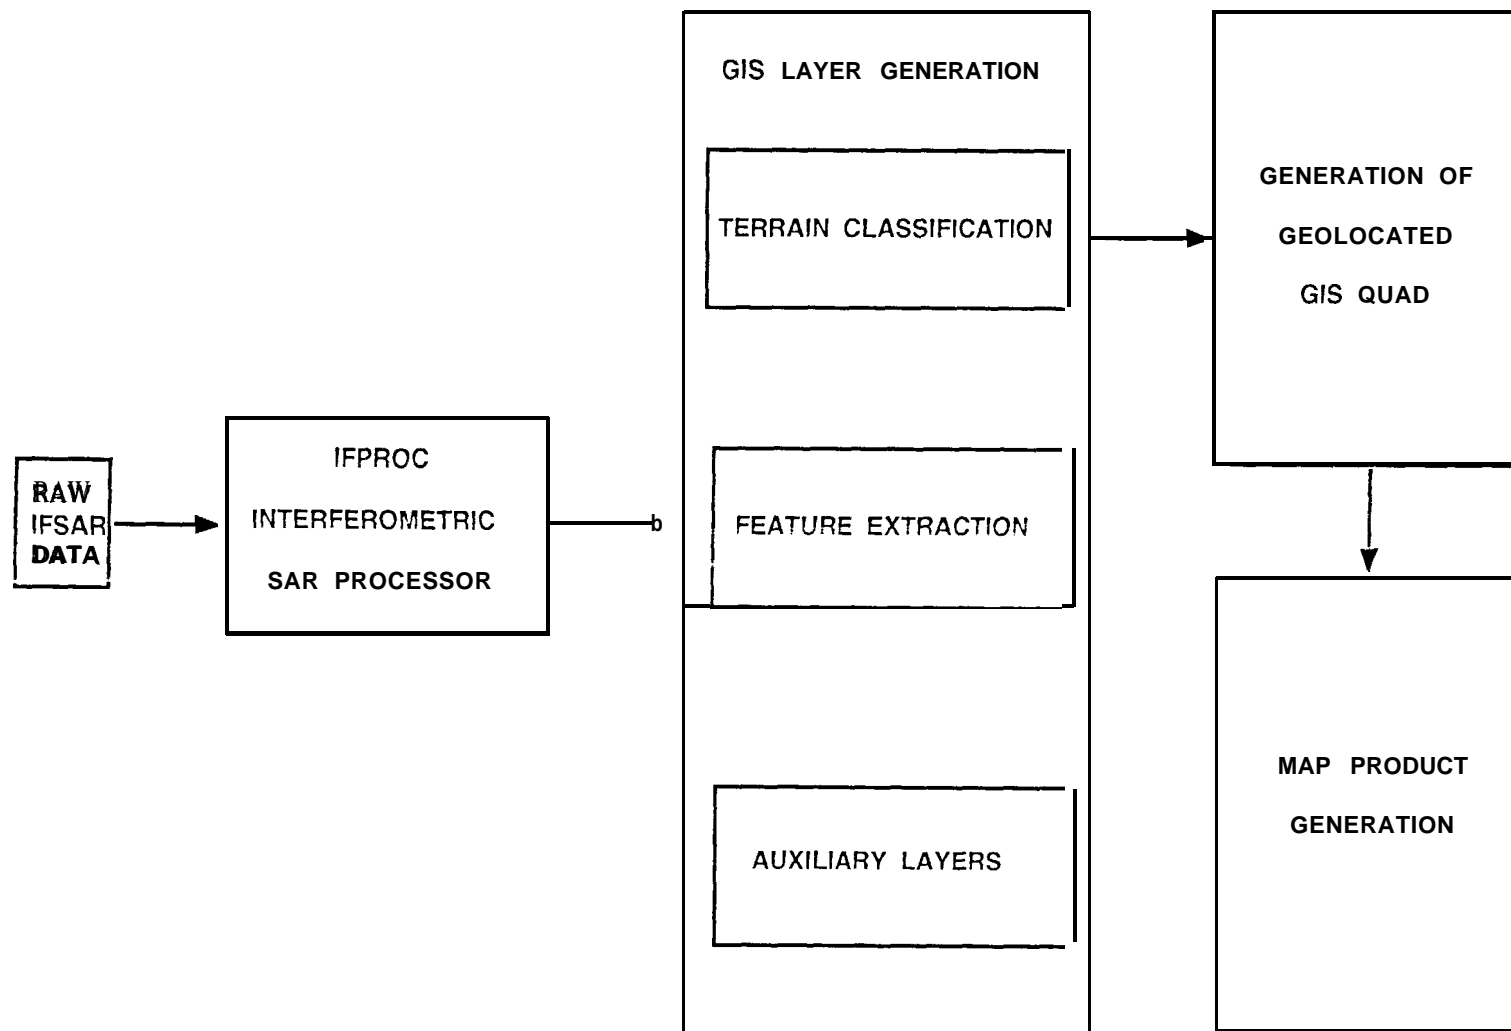 RAW
IFSAR
DATA
IFPROC
INTERFEROMETRIC
SAR PROCESSOR
b
GIS LAYER GENERATION
TERRAIN CLASSIFICATION
FEATURE EXTRACTION
AUXILIARY LAYERS
GENERATION OF
GEOLOCATED
GIS QUAD
MAP PRODUCT
GENERATION